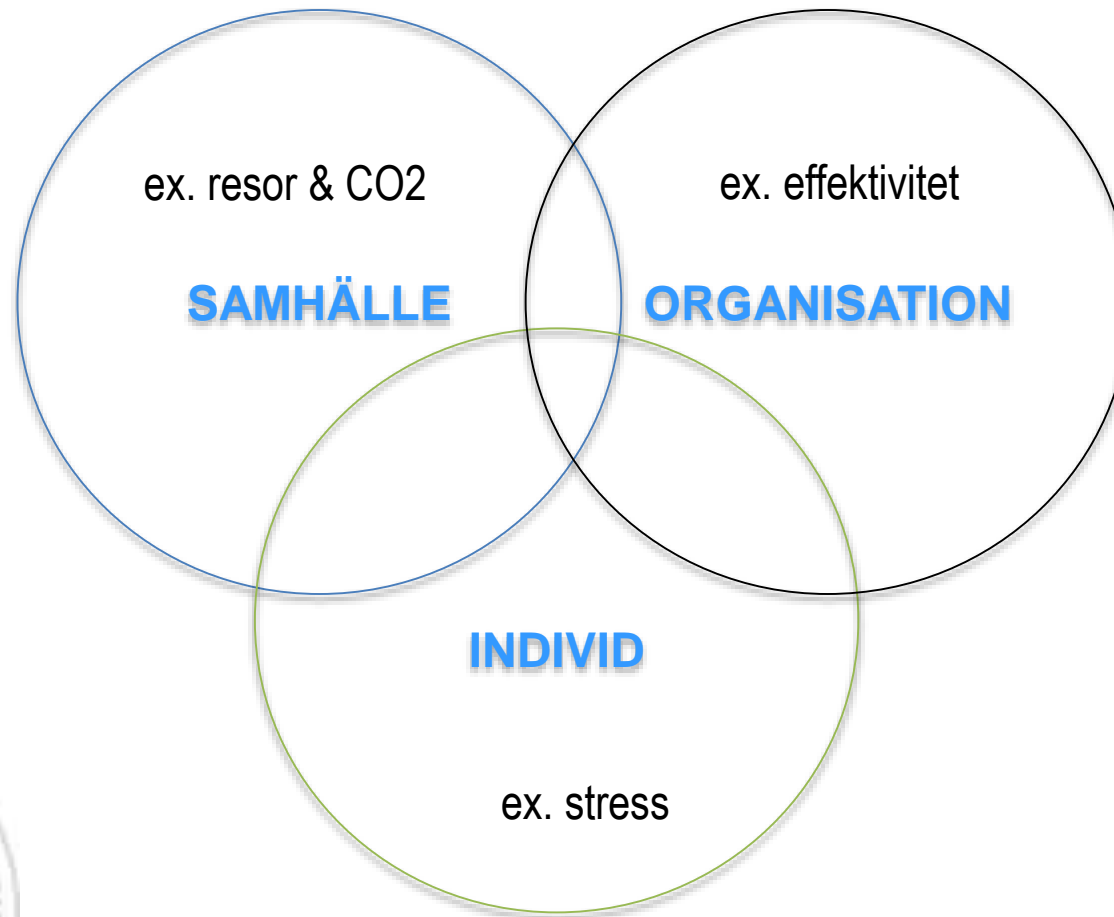 ex. resor & CO2
ex. effektivitet
SAMHÄLLE
ORGANISATION
INDIVID
ex. stress